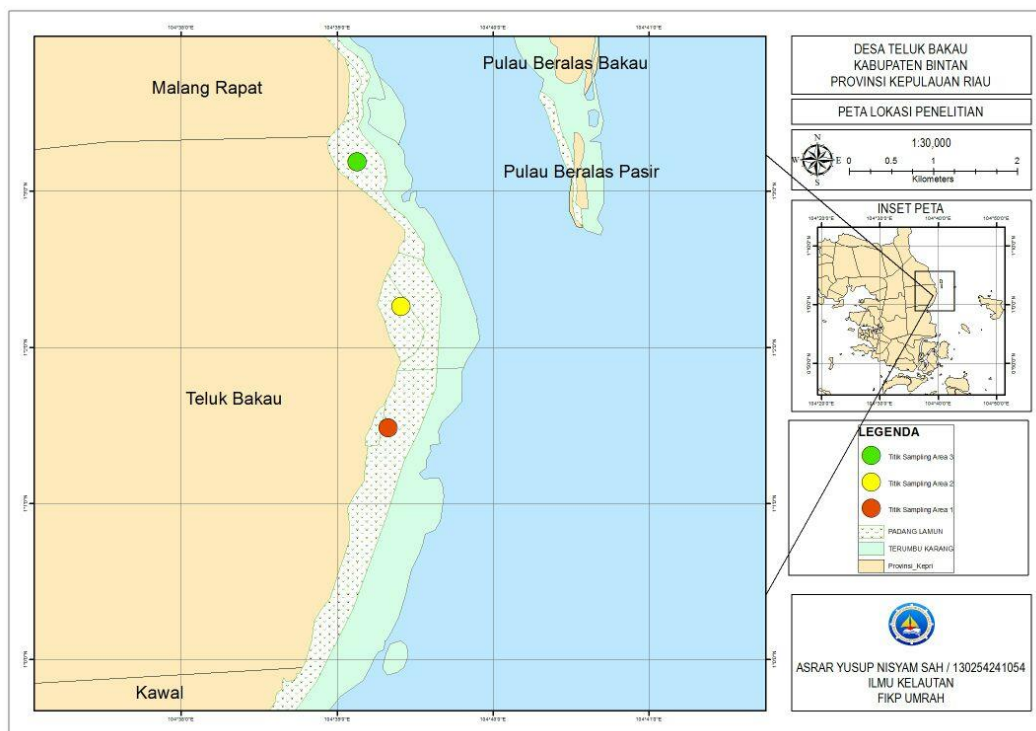 Malang Rapat
Pulau Beralas Bakau
Pulau Beralas Pasir
Teluk Bakau
Kawal
DESA TELUK BAKAU
KABUPATEN BINTAN
PROVINSI KEPULAUAN RIAU
PETA LOKASI PENELITIAN
N
W E
S
1:30,000
0 0.5 1 2
Kilometers
INSET PETA
LEGENDA
Titik Sampling Area 3
Titik Sampling Area 2
Titik Sampling Area 1
PADANG LAMUN
TERUMBU KARANG
Provinsi_Kepri
ASRAR YUSUP NISYAM SAH / 130254241054
ILMU KELAUTAN
FIKP UMRAH